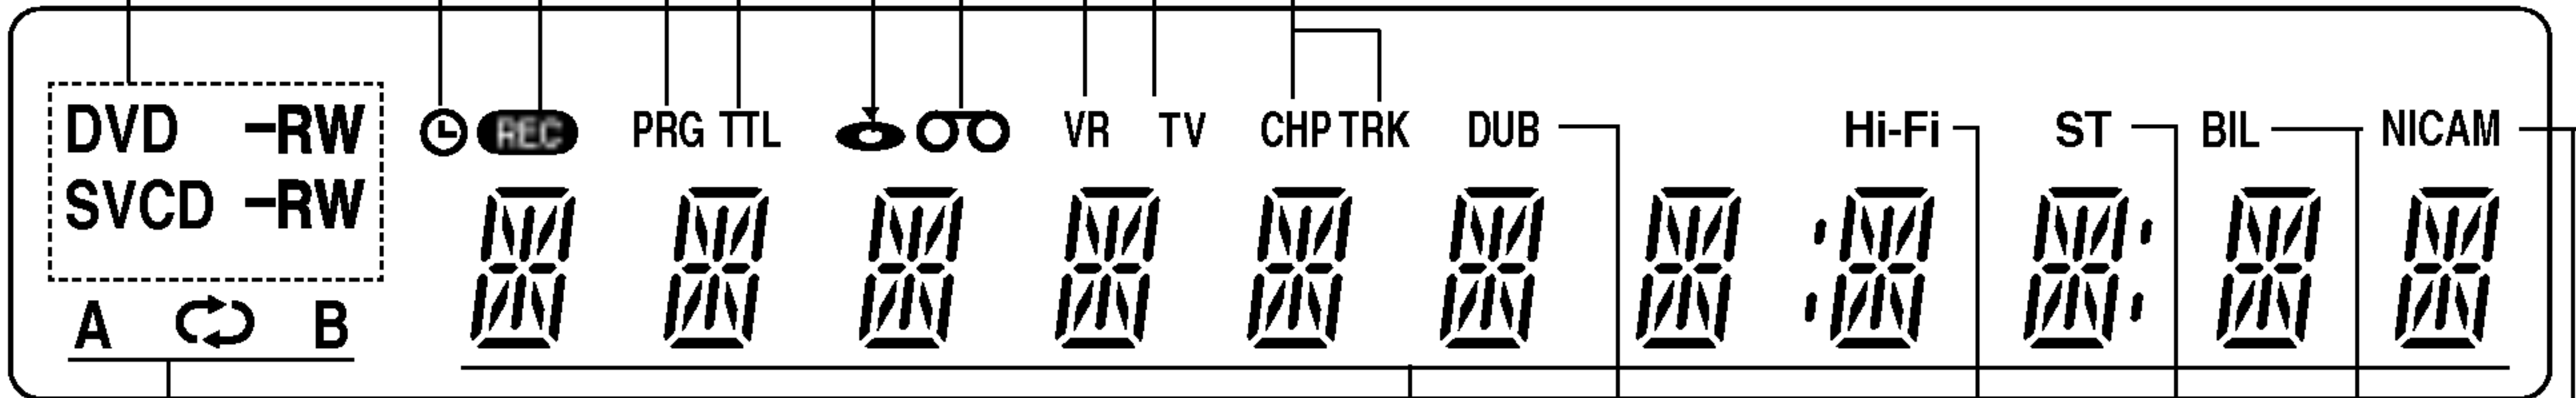 DVD -RW REC PRG TTL VR TV CHP TRK DUB Hi-Fi ST BIL NICAM
SVCD -RW
A B